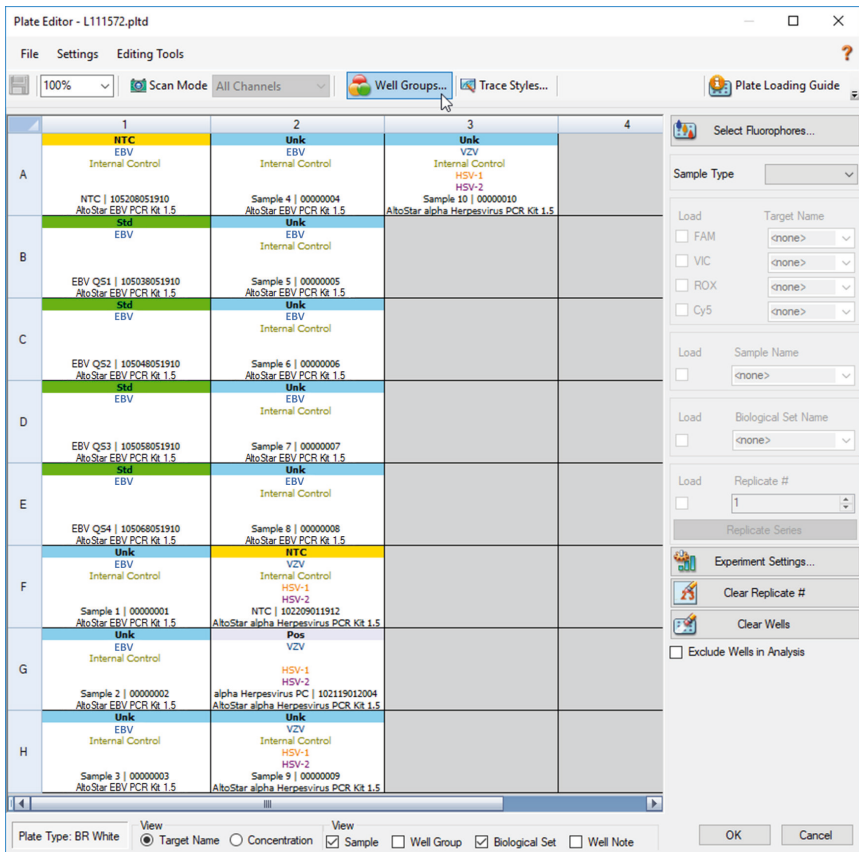 Plate Editor - L111572.pltd
File Settings Editing Tools
?
100% Scan Mode All Channels Well Groups... Trace Styles... Plate Loading Guide
1 2 3 4
A
NTC
EBV
Internal Control
NTC | 105208051910
AltoStar EBV PCR Kit 1.5
Unk
EBV
Internal Control
Sample 4 | 00000004
AltoStar EBV PCR Kit 1.5
Unk
VZV
Internal Control
HSV-1
HSV-2
Sample 10 | 00000010
AltoStar alpha Herpesvirus PCR Kit 1.5
B
Std
EBV
EBV QS1 | 105038051910
AltoStar EBV PCR Kit 1.5
Unk
EBV
Internal Control
Sample 5 | 00000005
AltoStar EBV PCR Kit 1.5
C
Std
EBV
EBV QS2 | 105048051910
AltoStar EBV PCR Kit 1.5
Unk
EBV
Internal Control
Sample 6 | 00000006
AltoStar EBV PCR Kit 1.5
D
Std
EBV
EBV QS3 | 105058051910
AltoStar EBV PCR Kit 1.5
Unk
EBV
Internal Control
Sample 7 | 00000007
AltoStar EBV PCR Kit 1.5
E
Std
EBV
EBV QS4 | 105068051910
AltoStar EBV PCR Kit 1.5
Unk
EBV
Internal Control
Sample 8 | 00000008
AltoStar EBV PCR Kit 1.5
F
Unk
EBV
Internal Control
Sample 1 | 00000001
AltoStar EBV PCR Kit 1.5
NTC
VZV
Internal Control
HSV-1
HSV-2
NTC | 102209011912
AltoStar alpha Herpesvirus PCR Kit 1.5
G
Unk
EBV
Internal Control
Sample 2 | 00000002
AltoStar EBV PCR Kit 1.5
Pos
VZV
HSV-1
HSV-2
alpha Herpesvirus PC | 102119012004
AltoStar alpha Herpesvirus PCR Kit 1.5
H
Unk
EBV
Internal Control
Sample 3 | 00000003
AltoStar EBV PCR Kit 1.5
Unk
VZV
Internal Control
HSV-1
HSV-2
Sample 9 | 00000009
AltoStar alpha Herpesvirus PCR Kit 1.5
Select Fluorophores...
Sample Type
Load Target Name
FAM <none>
VIC <none>
ROX <none>
Cy5 <none>
Load Sample Name
<none>
Load Biological Set Name
<none>
Load Replicate #
1
Replicate Series
Experiment Settings...
Clear Replicate #
Clear Wells
Exclude Wells in Analysis
Plate Type: BR White
View
Target Name Concentration
View
Sample Well Group Biological Set Well Note
OK Cancel